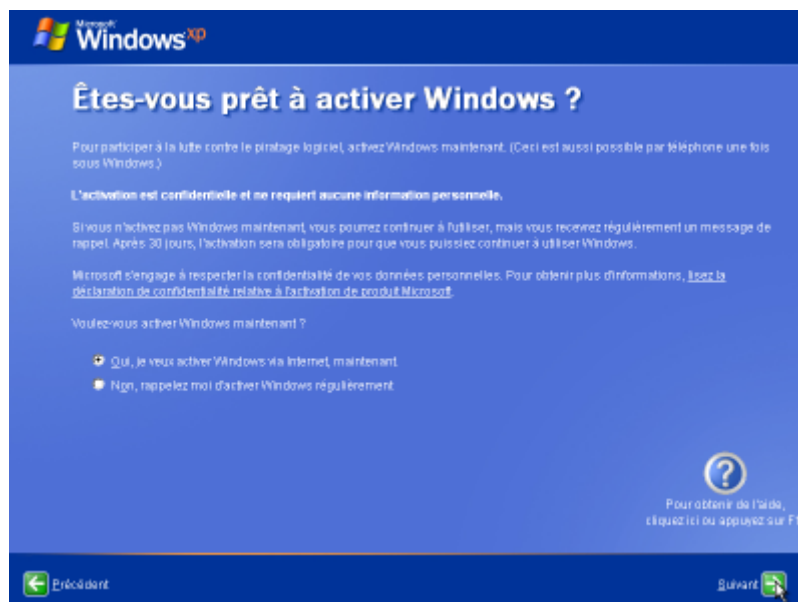 Microsoft
Windows xp
Êtes-vous prêt à activer Windows ?
Pour participer à la lutte contre le piratage logiciel, activez Windows maintenant. (Ceci est aussi possible par téléphone une fois
sous Windows.)
L'activation est confidentielle et ne requiert aucune information personnelle.
Si vous n'activez pas Windows maintenant, vous pourrez continuer à l'utiliser, mais vous recevrez régulièrement un message de
rappel. Après 30 jours, l'activation sera obligatoire pour que vous puissiez continuer à utiliser Windows.
Microsoft s'engage à respecter la confidentialité de vos données personnelles. Pour obtenir plus d'informations, lisez la
déclaration de confidentialité relative à l'activation de produit Microsoft.
Voulez-vous activer Windows maintenant ?
Oui, je veux activer Windows via Internet, maintenant
Non, rappelez moi d'activer Windows régulièrement
Pour obtenir de l'aide,
cliquez ici ou appuyez sur F1
Précédent
Suivant